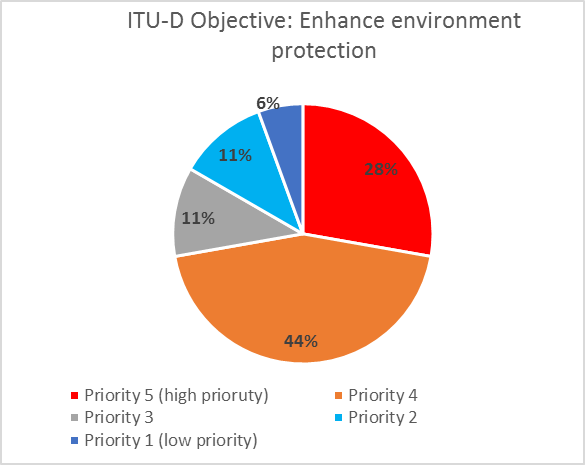 ITU-D Objective: Enhance environment
protection
6%
28%
11%
11%
44%
Priority 5 (high prioruty)
Priority 4
Priority 3
Priority 2
Priority 1 (low priority)